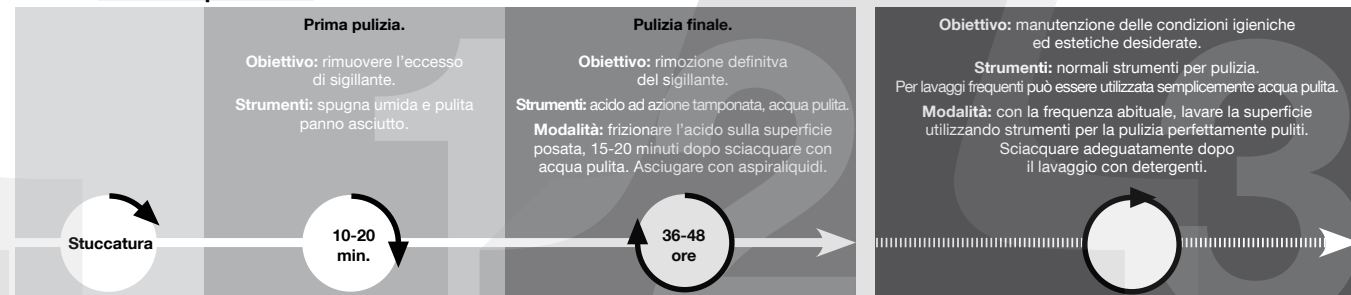 Prima pulizia.
Obiettivo: rimuovere l'eccesso
di sigillante.
Strumenti: spugna umida e pulita
panno asciutto.
Pulizia finale.
Obiettivo: rimozione definitva
del sigillante.
Strumenti: acido ad azione tamponata, acqua pulita.
Modalità: frizionare l'acido sulla superficie
posata, 15-20 minuti dopo sciacquare con
acqua pulita. Asciugare con aspiraliquidi.
Obiettivo: manutenzione delle condizioni igieniche
ed estetiche desiderate.
Strumenti: normali strumenti per pulizia.
Per lavaggi frequenti può essere utilizzata semplicemente acqua pulita.
Modalità: con la frequenza abituale, lavare la superficie
utilizzando strumenti per la pulizia perfettamente puliti.
Sciacquare adeguatamente dopo
il lavaggio con detergenti.
Stuccatura
10-20
min.
36-48
ore
1
2
3